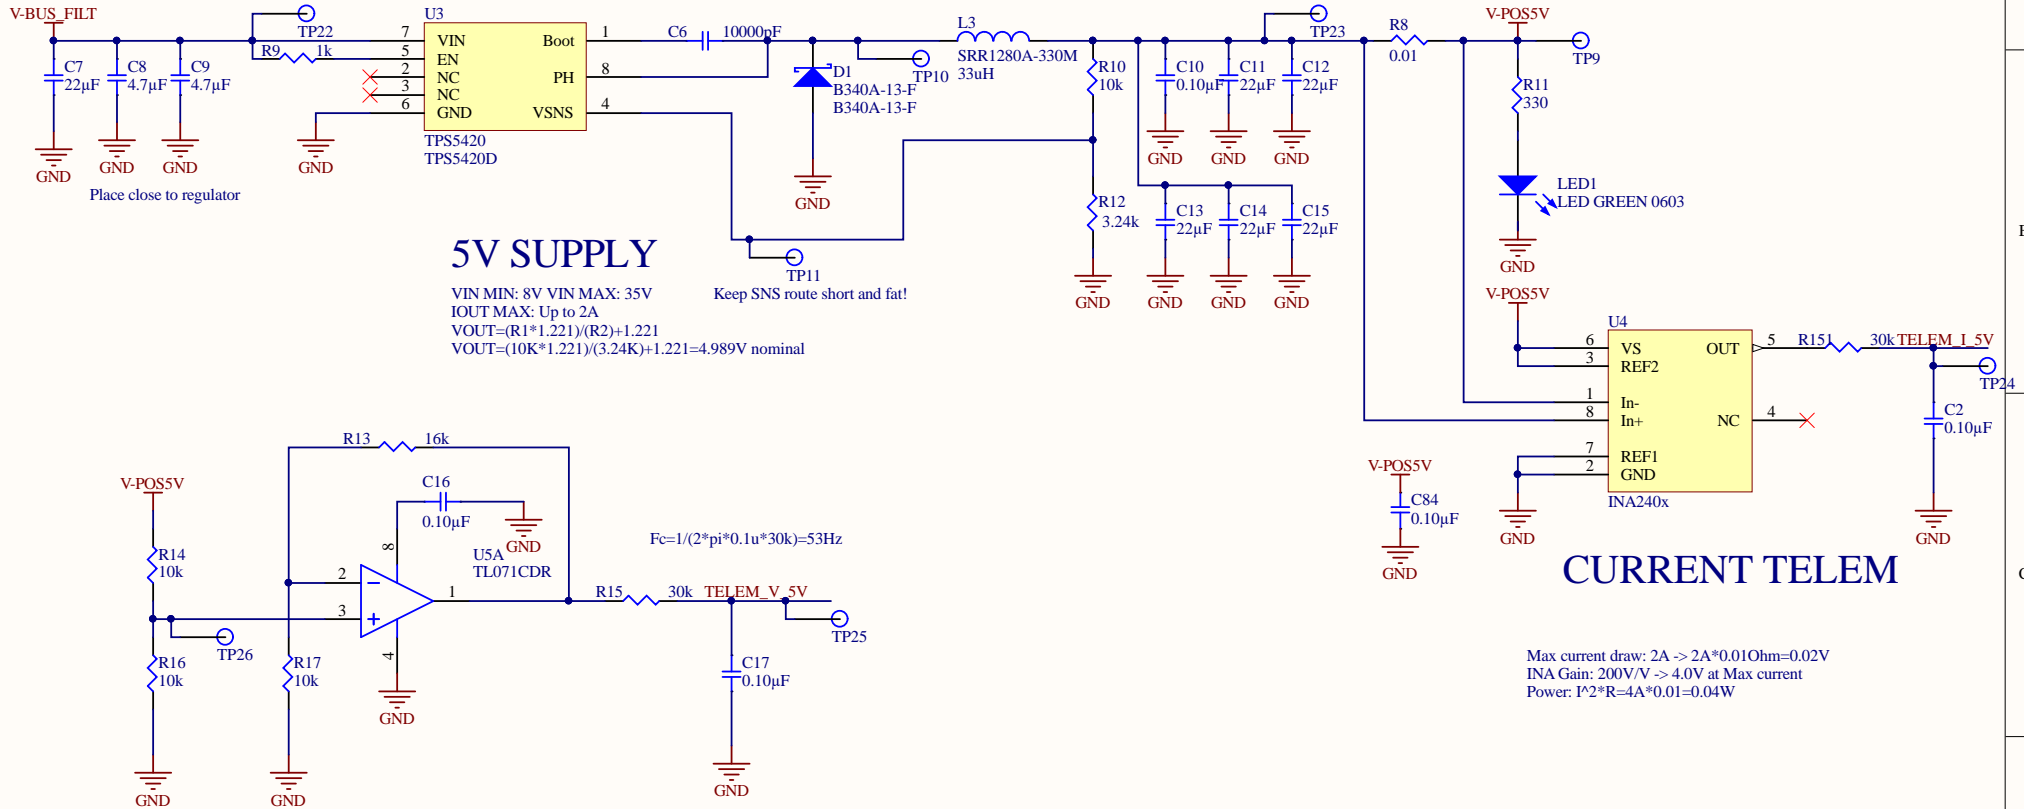 V-BUS_FILT
TP22
R9
1k
C7
22µF
C8
4.7µF
C9
4.7µF
GND
GND
GND
GND
Place close to regulator
U3
7
VIN
5
EN
2
NC
3
NC
6
GND
Boot
1
PH
8
VSNS
4
TPS5420
TPS5420D
C6
10000pF
D1
B340A-13-F
B340A-13-F
GND
TP10
L3
SRR1280A-330M
33uH
TP11
Keep SNS route short and fat!
5V SUPPLY
VIN MIN: 8V VIN MAX: 35V
IOUT MAX: Up to 2A
VOUT=(R1*1.221)/(R2)+1.221
VOUT=(10K*1.221)/(3.24K)+1.221=4.989V nominal
R10
10k
R12
3.24k
GND
C10
0.10µF
C11
22µF
C12
22µF
GND
GND
GND
C13
22µF
C14
22µF
C15
22µF
GND
GND
GND
TP23
R8
0.01
V-POS5V
TP9
R11
330
LED1
LED GREEN 0603
GND
V-POS5V
U4
6
VS
3
REF2
1
In-
8
In+
7
REF1
2
GND
OUT
5
NC
4
INA240x
GND
R151
30k
TELEM_I_5V
TP24
C2
0.10µF
GND
V-POS5V
C84
0.10µF
GND
CURRENT TELEM
Max current draw: 2A -> 2A*0.01Ohm=0.02V
INA Gain: 200V/V -> 4.0V at Max current
Power: I^2*R=4A*0.01=0.04W
V-POS5V
R14
10k
R16
10k
GND
TP26
R13
16k
R17
10k
GND
C16
0.10µF
GND
U5A
TL071CDR
8
2
3
1
4
GND
Fc=1/(2*pi*0.1u*30k)=53Hz
R15
30k
TELEM_V_5V
TP25
C17
0.10µF
GND